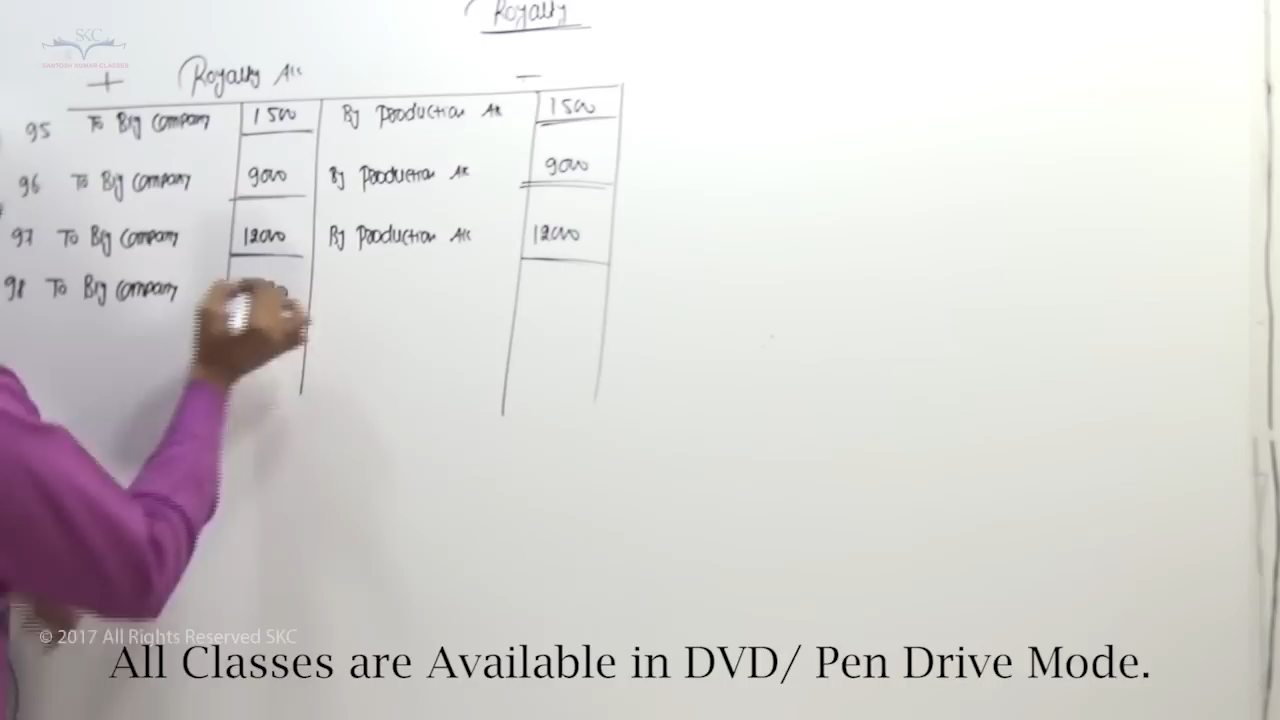 Royalty
SKC
SANTOSH KUMAR CLASSES
+ Royalty A/c -
95 To Big Company 1500 By Production A/c 1500
96 To Big Company 9000 By Production A/c 9000
97 To Big Company 12000 By Production A/c 12000
98 To Big Company
© 2017 All Rights Reserved SKC
All Classes are Available in DVD/ Pen Drive Mode.